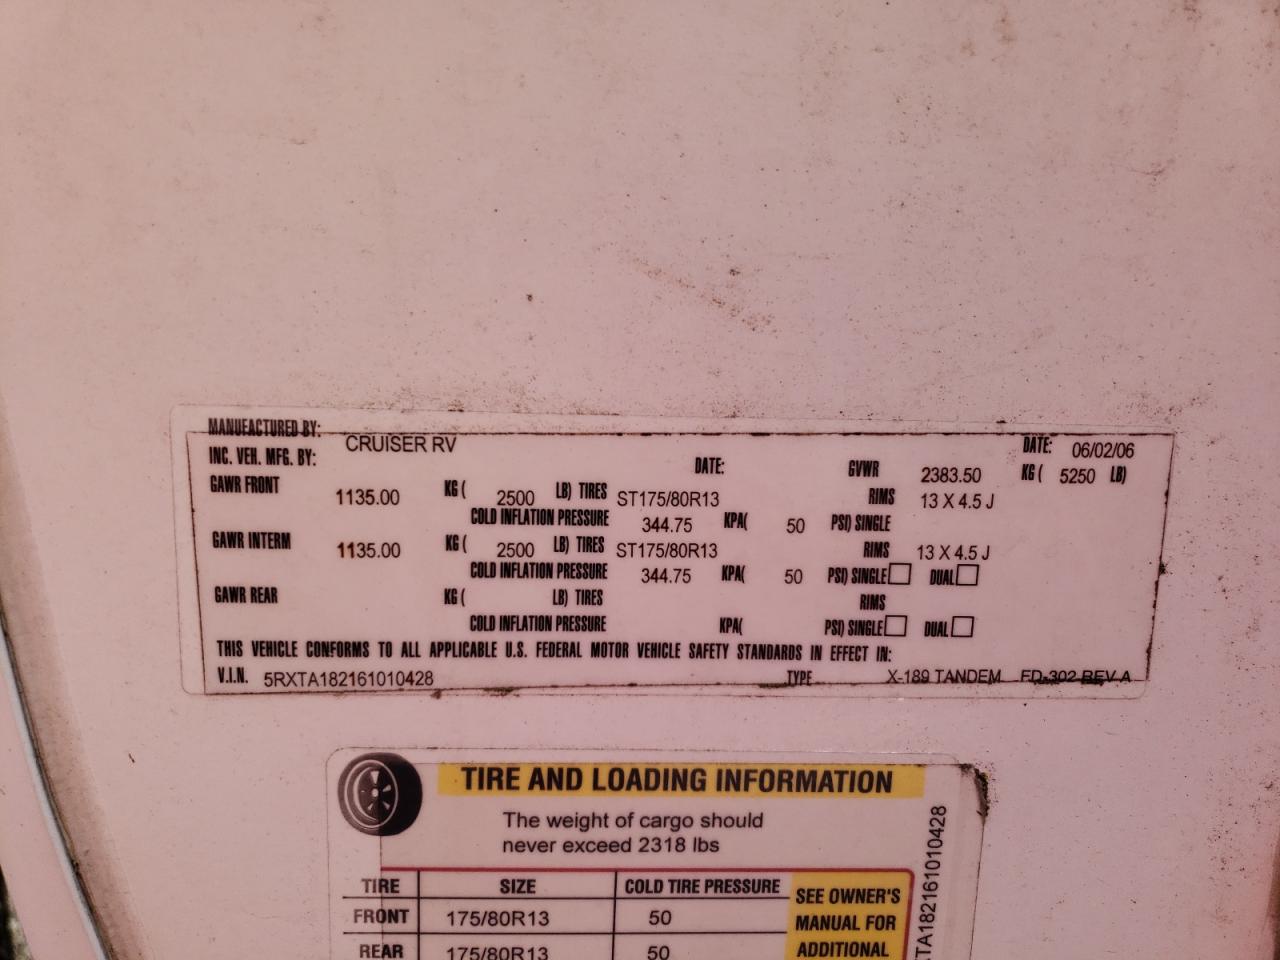 MANUFACTURED BY: CRUISER RV DATE: 06/02/06
INC. VEH. MFG. BY: DATE: GVWR 2383.50 KG ( 5250 LB)
GAWR FRONT 1135.00 KG ( 2500 LB) TIRES ST175/80R13 RIMS 13 X 4.5 J
COLD INFLATION PRESSURE 344.75 KPA( 50 PSI) SINGLE
GAWR INTERM 1135.00 KG ( 2500 LB) TIRES ST175/80R13 RIMS 13 X 4.5 J
COLD INFLATION PRESSURE 344.75 KPA( 50 PSI) SINGLE DUAL
GAWR REAR KG ( LB) TIRES RIMS
COLD INFLATION PRESSURE KPA( PSI) SINGLE DUAL
THIS VEHICLE CONFORMS TO ALL APPLICABLE U.S. FEDERAL MOTOR VEHICLE SAFETY STANDARDS IN EFFECT IN:
V.I.N. 5RXTA182161010428 TYPE X-189 TANDEM FD-302 REV A
TIRE AND LOADING INFORMATION
The weight of cargo should
never exceed 2318 lbs
TIRE SIZE COLD TIRE PRESSURE
FRONT 175/80R13 50
REAR 175/80R13 50
SEE OWNER'S
MANUAL FOR
ADDITIONAL
TA182161010428